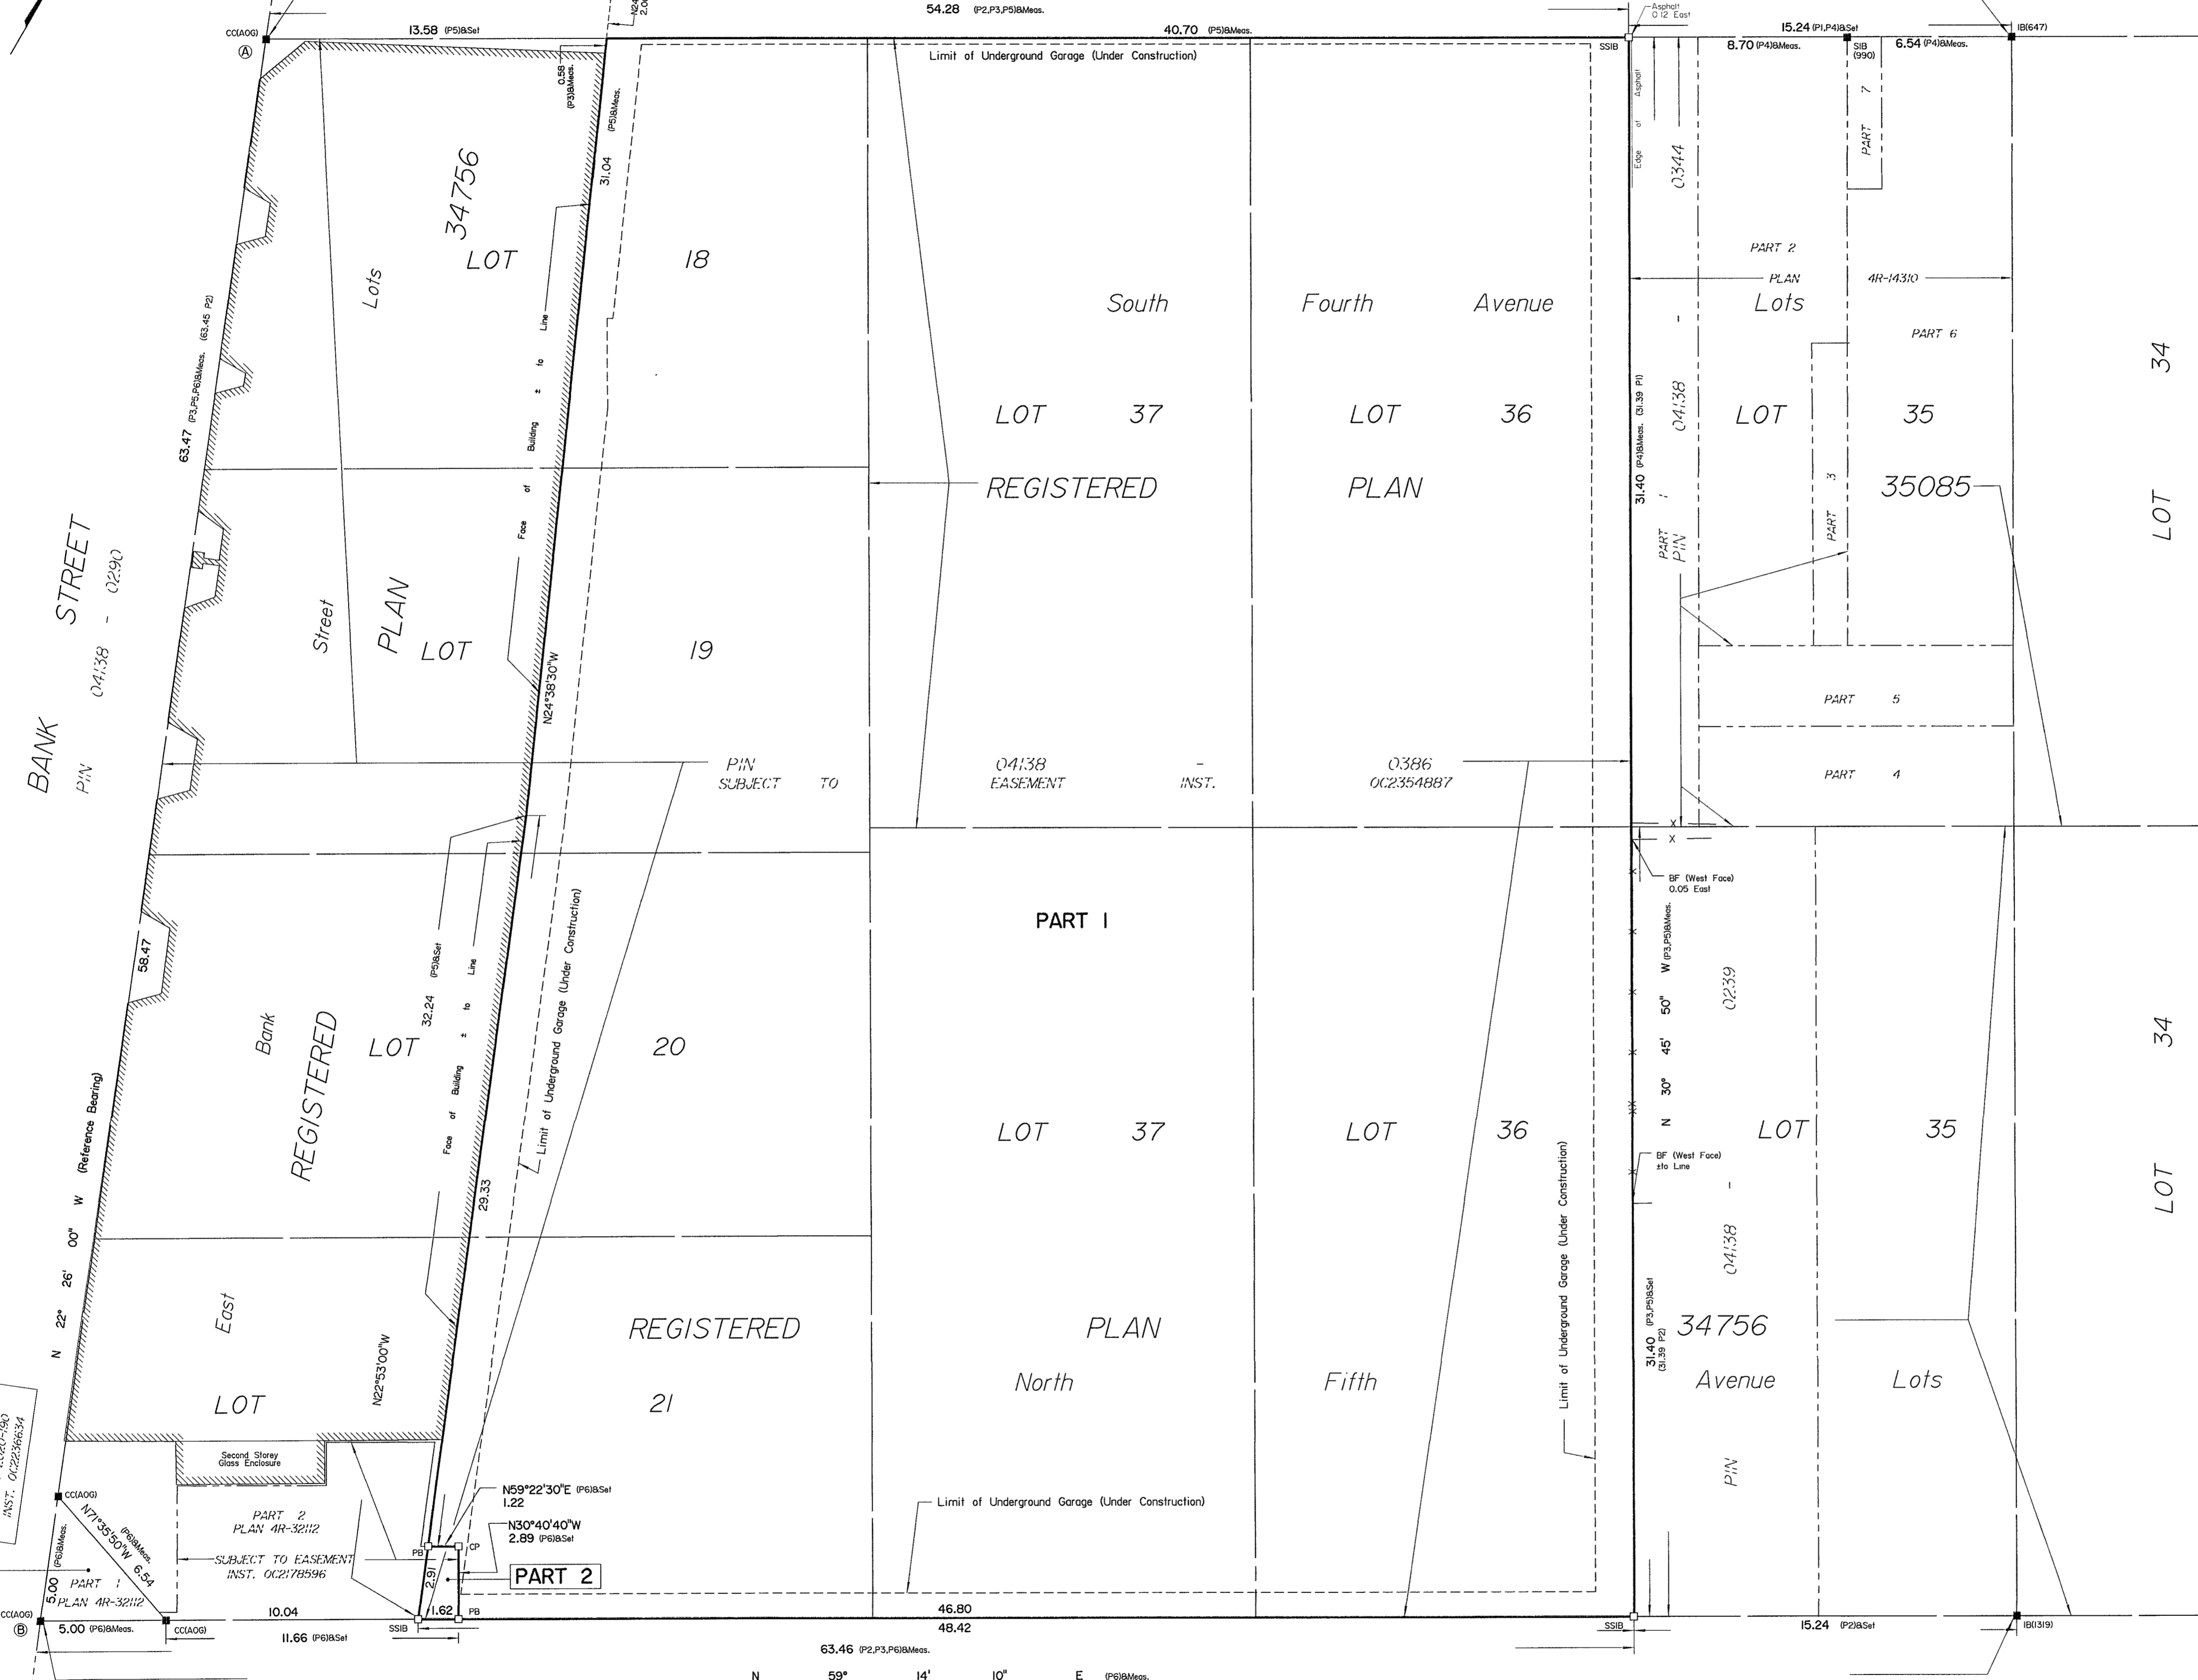 54.28 (P2,P3,P5)&Meas.
Asphalt
0.12 East
CC(AOG)
Ⓐ
13.58 (P5)&Set
40.70 (P5)&Meas.
15.24 (P1,P4)&Set
8.70 (P4)&Meas.
6.54 (P4)&Meas.
IB(647)
SSIB
SIB
(990)
Limit of Underground Garage (Under Construction)
0.58
(P3)&Meas.
31.04 (P5)&Meas.
Edge of Asphalt
PART 7
34756
LOT 18
Lots
South Fourth Avenue
PART 2
PLAN 4R-14310
Lots
PART 6
63.47 (P3,P5,P6)&Meas. (63.45 P2)
Face of Building ± to Line
LOT 37
LOT 36
LOT 35
LOT 34
31.40 (P4)&Meas. (31.39 P1)
REGISTERED PLAN 35085
PART 1
PIN 04138 - 0344
PART 3
BANK STREET
PIN 04138 - 0290
Street
PLAN
LOT 19
N24°38'30"W
PART 5
PIN 04138 - 0386
SUBJECT TO EASEMENT INST. OC2354887
PART 4
BF (West Face)
0.05 East
PART 1
58.47
32.24 (P5)&Set
Face of Building ± to Line
Limit of Underground Garage (Under Construction)
N 30° 45' 50" W (P3,P5)&Meas.
Bank
REGISTERED
LOT 20
LOT 37
LOT 36
LOT 35
LOT 34
N 22° 26' 00" W (Reference Bearing)
29.33
Limit of Underground Garage (Under Construction)
BF (West Face)
±to Line
PIN 04138 - 0239
East
N22°53'00"W
REGISTERED PLAN 34756
31.40 (P3,P5)&Set
(31.39 P2)
LOT 21
North Fifth Avenue Lots
INST. OC2236634
Second Storey
Glass Enclosure
CC(AOG)
N71°35'50"W 6.54
(P6)&Meas.
N59°22'30"E (P6)&Set
1.22
Limit of Underground Garage (Under Construction)
PART 2
PLAN 4R-32112
N30°40'40"W
2.89 (P6)&Set
PB
CP
SUBJECT TO EASEMENT
INST. OC2178596
2.91
PART 2
5.00 (P6)&Meas.
PART 1
PLAN 4R-32112
CC(AOG)
Ⓑ
5.00 (P6)&Meas.
CC(AOG)
10.04
1.62
PB
46.80
SSIB
48.42
SSIB
15.24 (P2)&Set
IB(1319)
11.66 (P6)&Set
63.46 (P2,P3,P6)&Meas.
N 59° 14' 10" E (P6)&Meas.